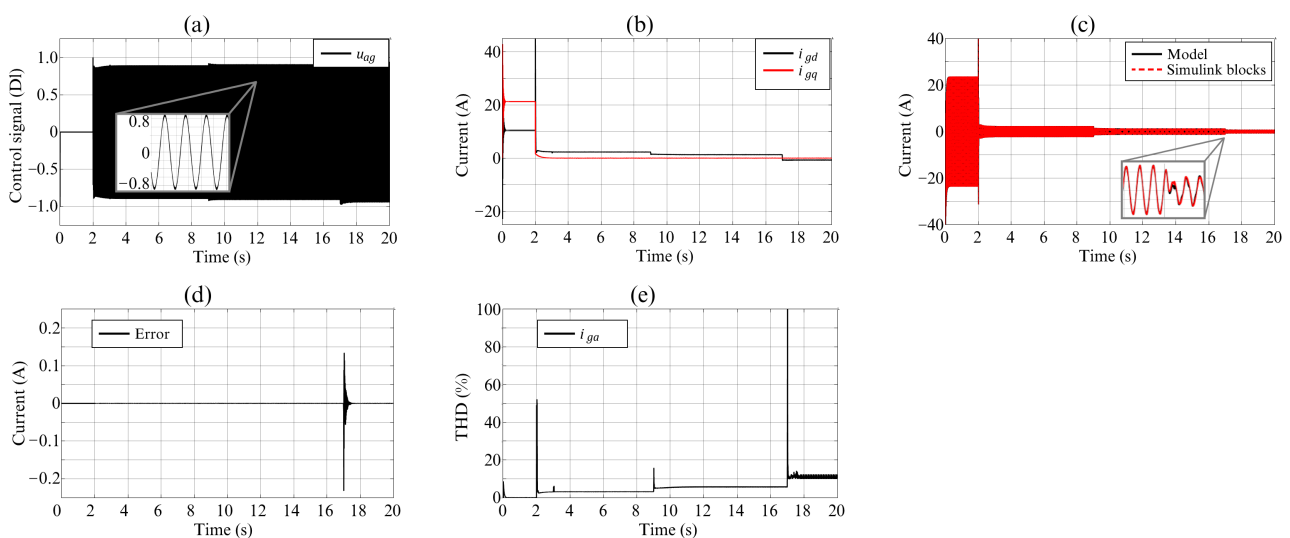 (a)
1.0
0.5
0
−0.5
−1.0
Control signal (Dl)
u ag
0.8
0
−0.8
0 2 4 6 8 10 12 14 16 18 20
Time (s)
(b)
40
20
0
−20
Current (A)
i gd
i gq
0 2 4 6 8 10 12 14 16 18 20
Time (s)
(c)
40
20
0
−20
−40
Current (A)
Model
Simulink blocks
0 2 4 6 8 10 12 14 16 18 20
Time (s)
(d)
0.2
0.1
0
−0.1
−0.2
Current (A)
Error
0 2 4 6 8 10 12 14 16 18 20
Time (s)
(e)
100
80
60
40
20
0
THD (%)
i ga
0 2 4 6 8 10 12 14 16 18 20
Time (s)